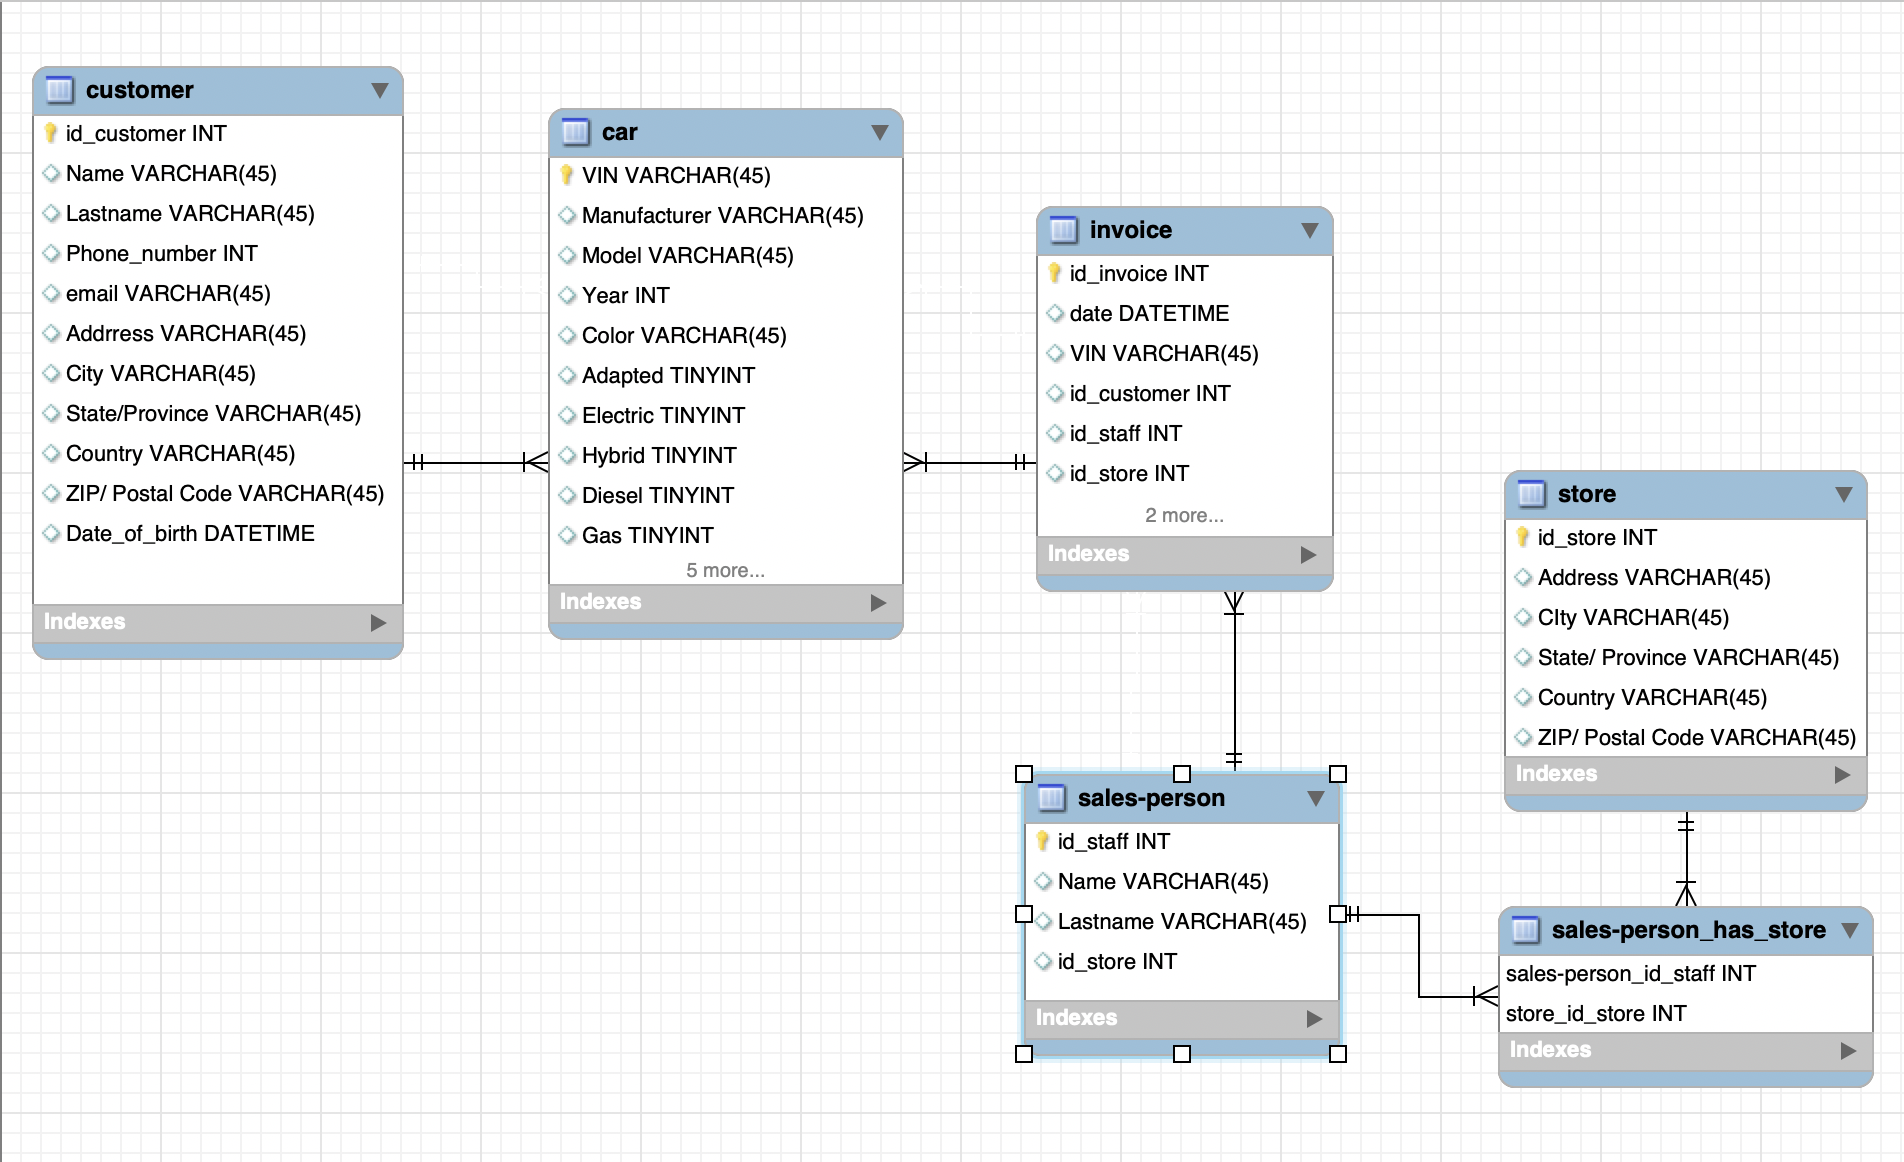 customer
id_customer INT
Name VARCHAR(45)
Lastname VARCHAR(45)
Phone_number INT
email VARCHAR(45)
Addrress VARCHAR(45)
City VARCHAR(45)
State/Province VARCHAR(45)
Country VARCHAR(45)
ZIP/ Postal Code VARCHAR(45)
Date_of_birth DATETIME
Indexes
car
VIN VARCHAR(45)
Manufacturer VARCHAR(45)
Model VARCHAR(45)
Year INT
Color VARCHAR(45)
Adapted TINYINT
Electric TINYINT
Hybrid TINYINT
Diesel TINYINT
Gas TINYINT
5 more...
Indexes
invoice
id_invoice INT
date DATETIME
VIN VARCHAR(45)
id_customer INT
id_staff INT
id_store INT
2 more...
Indexes
store
id_store INT
Address VARCHAR(45)
CIty VARCHAR(45)
State/ Province VARCHAR(45)
Country VARCHAR(45)
ZIP/ Postal Code VARCHAR(45)
Indexes
sales-person
id_staff INT
Name VARCHAR(45)
Lastname VARCHAR(45)
id_store INT
Indexes
sales-person_has_store
sales-person_id_staff INT
store_id_store INT
Indexes